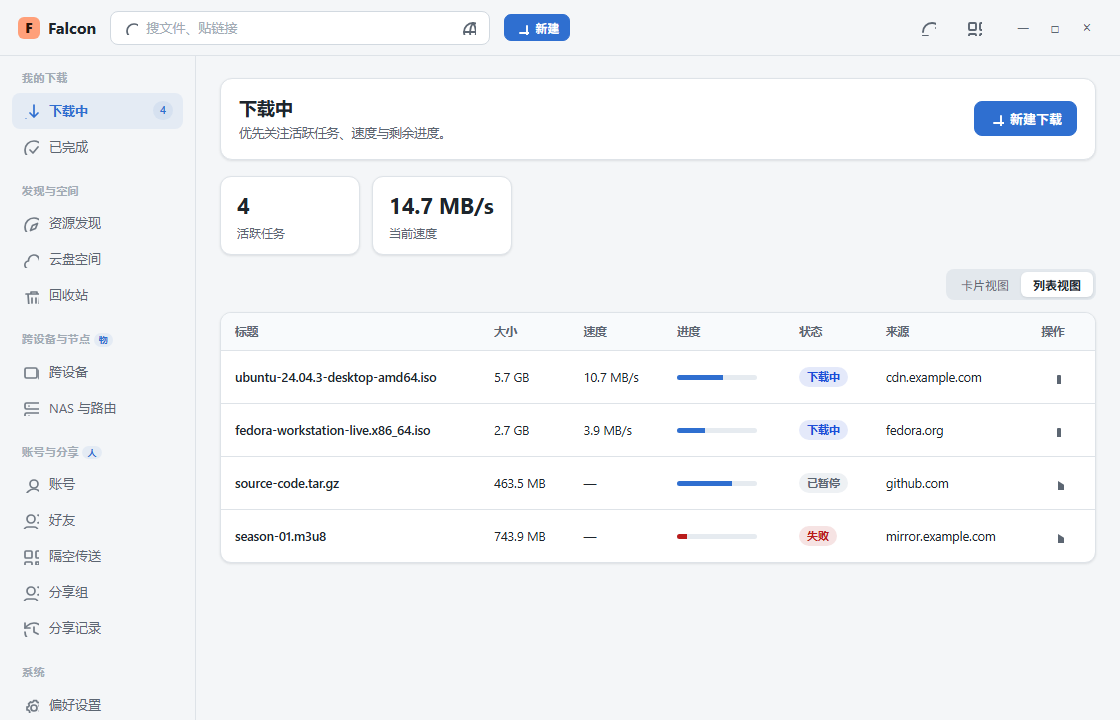 F Falcon
搜文件、贴链接
新建
我的下载
下载中 4
已完成
发现与空间
资源发现
云盘空间
回收站
跨设备与节点 物
跨设备
NAS 与路由
账号与分享 人
账号
好友
隔空传送
分享组
分享记录
系统
偏好设置
下载中
优先关注活跃任务、速度与剩余进度。
新建下载
4
活跃任务
14.7 MB/s
当前速度
卡片视图 列表视图
标题 大小 速度 进度 状态 来源 操作
ubuntu-24.04.3-desktop-amd64.iso 5.7 GB 10.7 MB/s 下载中 cdn.example.com
fedora-workstation-live.x86_64.iso 2.7 GB 3.9 MB/s 下载中 fedora.org
source-code.tar.gz 463.5 MB — 已暂停 github.com
season-01.m3u8 743.9 MB — 失败 mirror.example.com